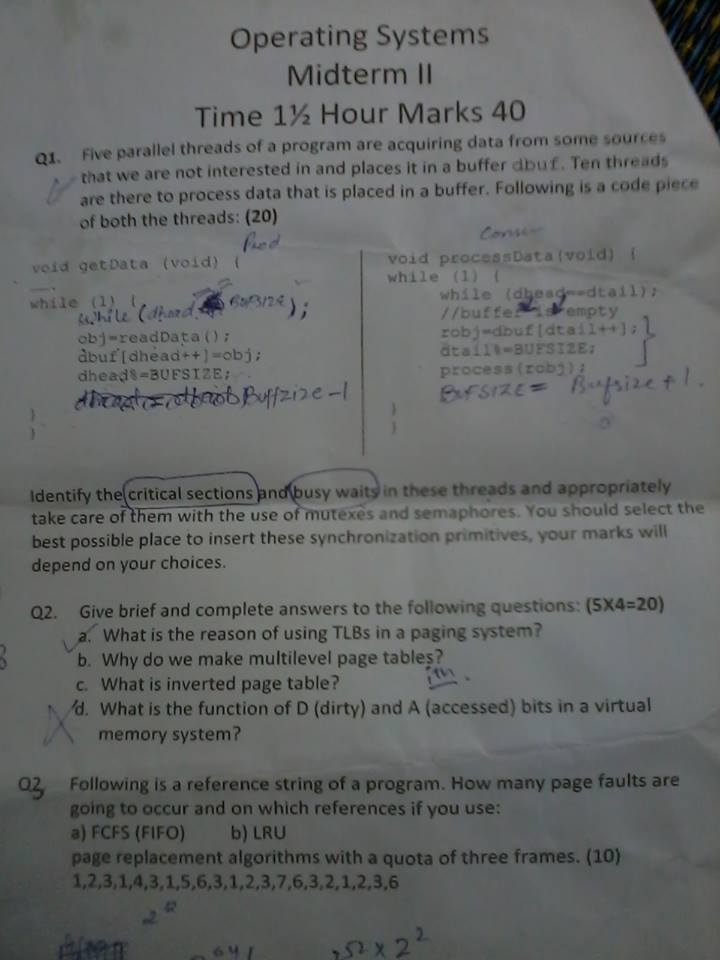 Operating Systems
Midterm II
Time 1½ Hour Marks 40
Q1. Five parallel threads of a program are acquiring data from some sources
that we are not interested in and places it in a buffer dbuf. Ten threads
are there to process data that is placed in a buffer. Following is a code piece
of both the threads: (20)
Prod
void getData (void) {
while (1) {
while (dhead BUFSIZE);
obj=readData();
dbuf[dhead++]=obj;
dhead%=BUFSIZE;
Buffzize-1
}
}
Consu
void processData(void) {
while (1) {
while (dhead==dtail);
//buffer is empty
robj=dbuf[dtail++];
dtail%=BUFSIZE;
process(robj);
BUFSIZE = Bufsize + 1.
}
}
Identify the critical sections and busy waits in these threads and appropriately
take care of them with the use of mutexes and semaphores. You should select the
best possible place to insert these synchronization primitives, your marks will
depend on your choices.
Q2. Give brief and complete answers to the following questions: (5X4=20)
a. What is the reason of using TLBs in a paging system?
b. Why do we make multilevel page tables?
c. What is inverted page table?
d. What is the function of D (dirty) and A (accessed) bits in a virtual
memory system?
Q3 Following is a reference string of a program. How many page faults are
going to occur and on which references if you use:
a) FCFS (FIFO) b) LRU
page replacement algorithms with a quota of three frames. (10)
1,2,3,1,4,3,1,5,6,3,1,2,3,7,6,3,2,1,2,3,6